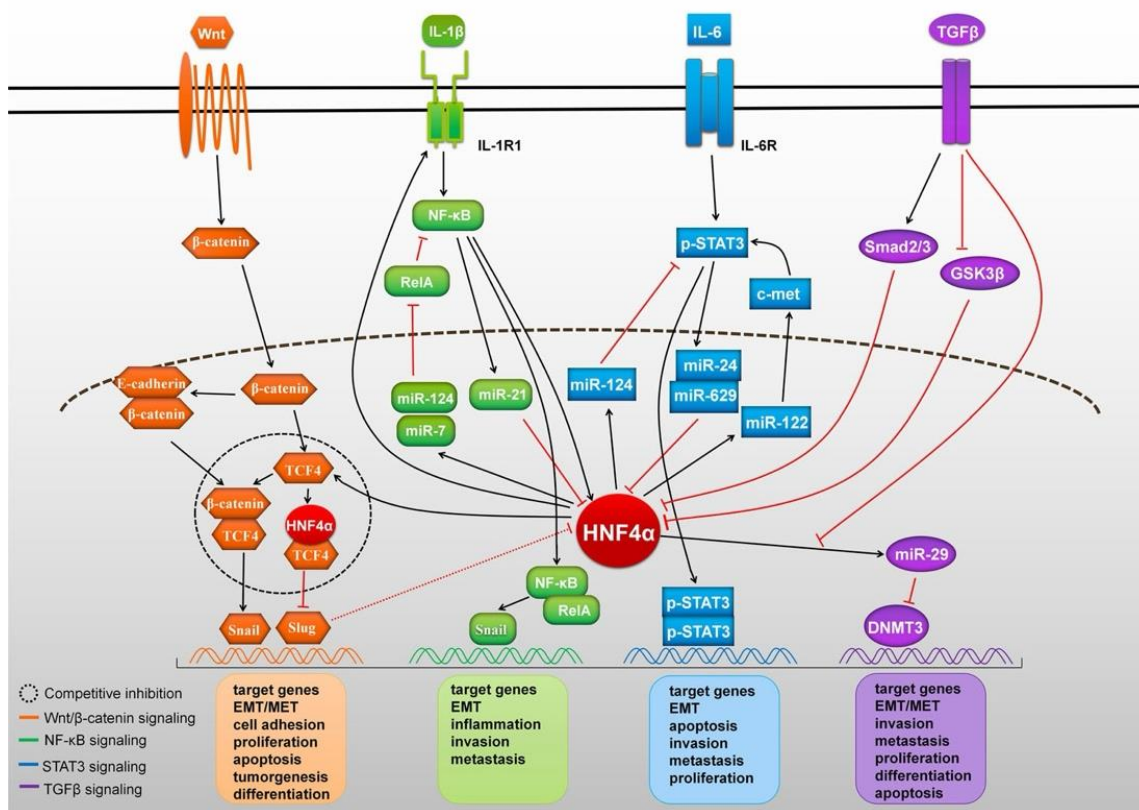 Wnt
IL-1β
IL-6
TGFβ
IL-1R1
IL-6R
NF-κB
β-catenin
p-STAT3
Smad2/3
GSK3β
RelA
c-met
E-cadherin
β-catenin
β-catenin
miR-124
miR-7
miR-21
miR-124
miR-24
miR-629
miR-122
TCF4
β-catenin
TCF4
HNF4α
TCF4
HNF4α
miR-29
NF-κB
RelA
Snail
p-STAT3
p-STAT3
DNMT3
Snail
Slug
Competitive inhibition
Wnt/β-catenin signaling
NF-κB signaling
STAT3 signaling
TGFβ signaling
target genes
EMT/MET
cell adhesion
proliferation
apoptosis
tumorgenesis
differentiation
target genes
EMT
inflammation
invasion
metastasis
target genes
EMT
apoptosis
invasion
metastasis
proliferation
target genes
EMT/MET
invasion
metastasis
proliferation
differentiation
apoptosis